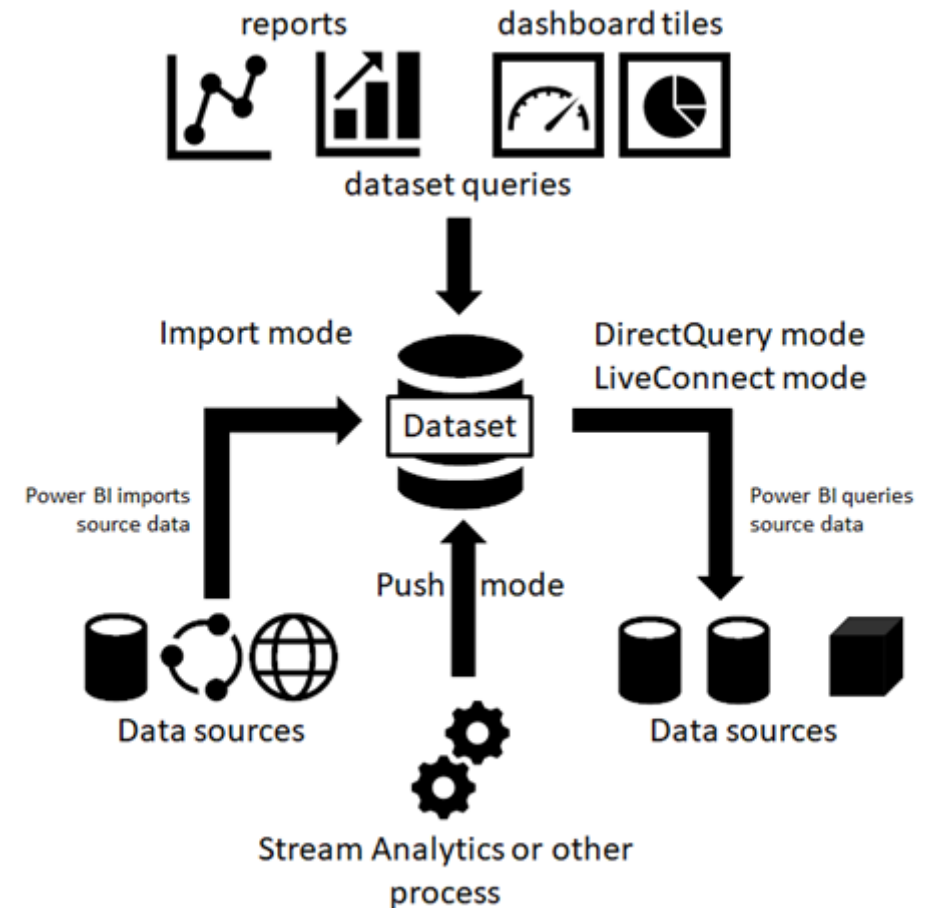 reports
dashboard tiles
dataset queries
Import mode
DirectQuery mode
LiveConnect mode
Dataset
Power BI imports
source data
Power BI queries
source data
Push mode
Data sources
Data sources
Stream Analytics or other
process